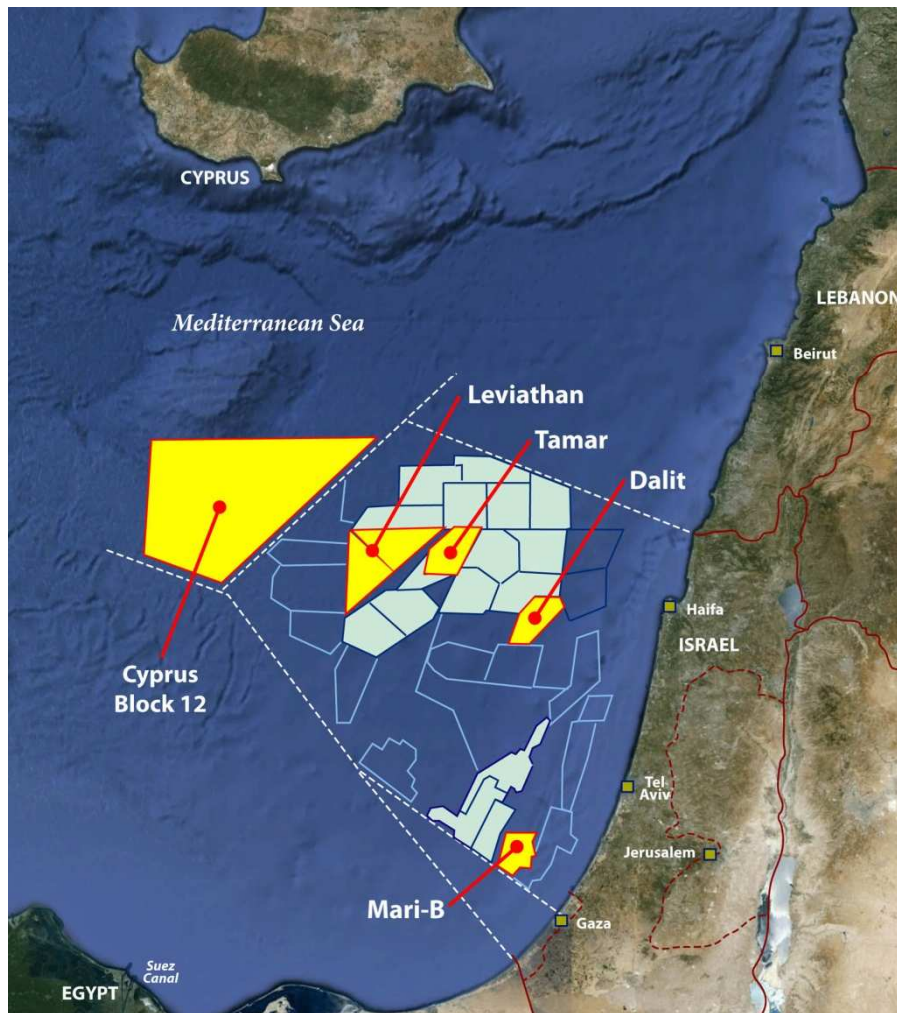 CYPRUS
LEBANON
Mediterranean Sea
Beirut
Leviathan
Tamar
Dalit
Haifa
ISRAEL
Cyprus
Block 12
Tel
Aviv
Jerusalem
Mari-B
Gaza
Suez
Canal
EGYPT